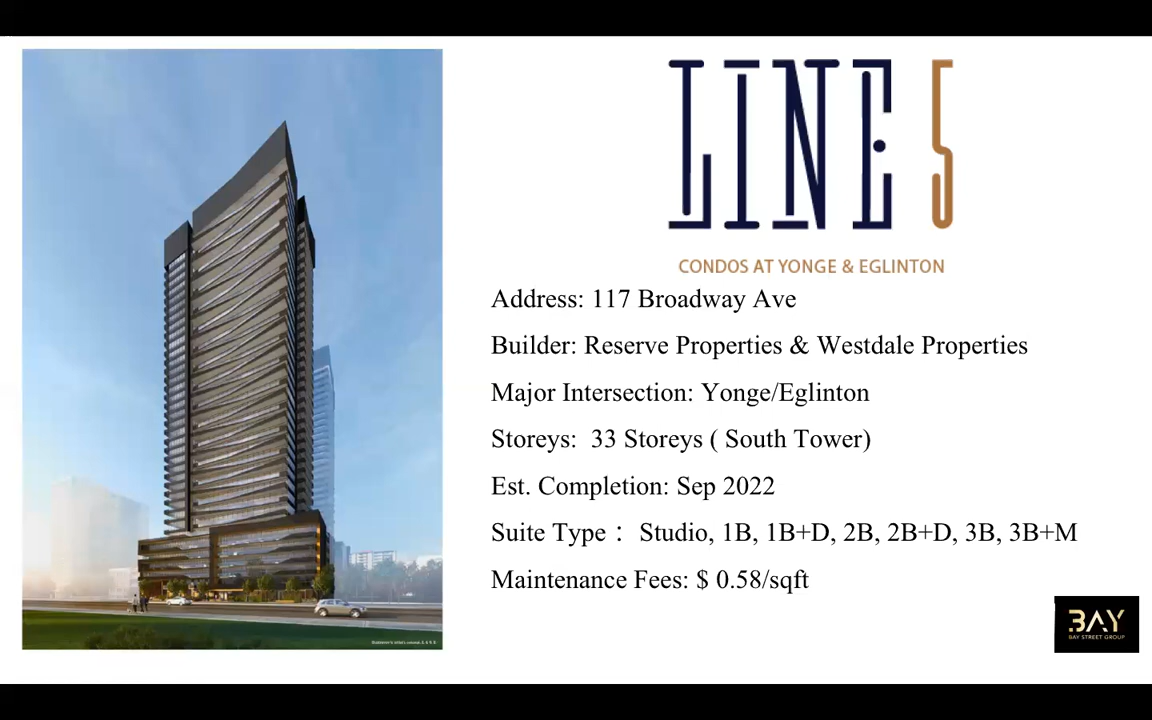 LINE 5
CONDOS AT YONGE & EGLINTON
Address: 117 Broadway Ave
Builder: Reserve Properties & Westdale Properties
Major Intersection: Yonge/Eglinton
Storeys:  33 Storeys ( South Tower)
Est. Completion: Sep 2022
Suite Type： Studio, 1B, 1B+D, 2B, 2B+D, 3B, 3B+M
Maintenance Fees: $ 0.58/sqft
BAY
BAY STREET GROUP